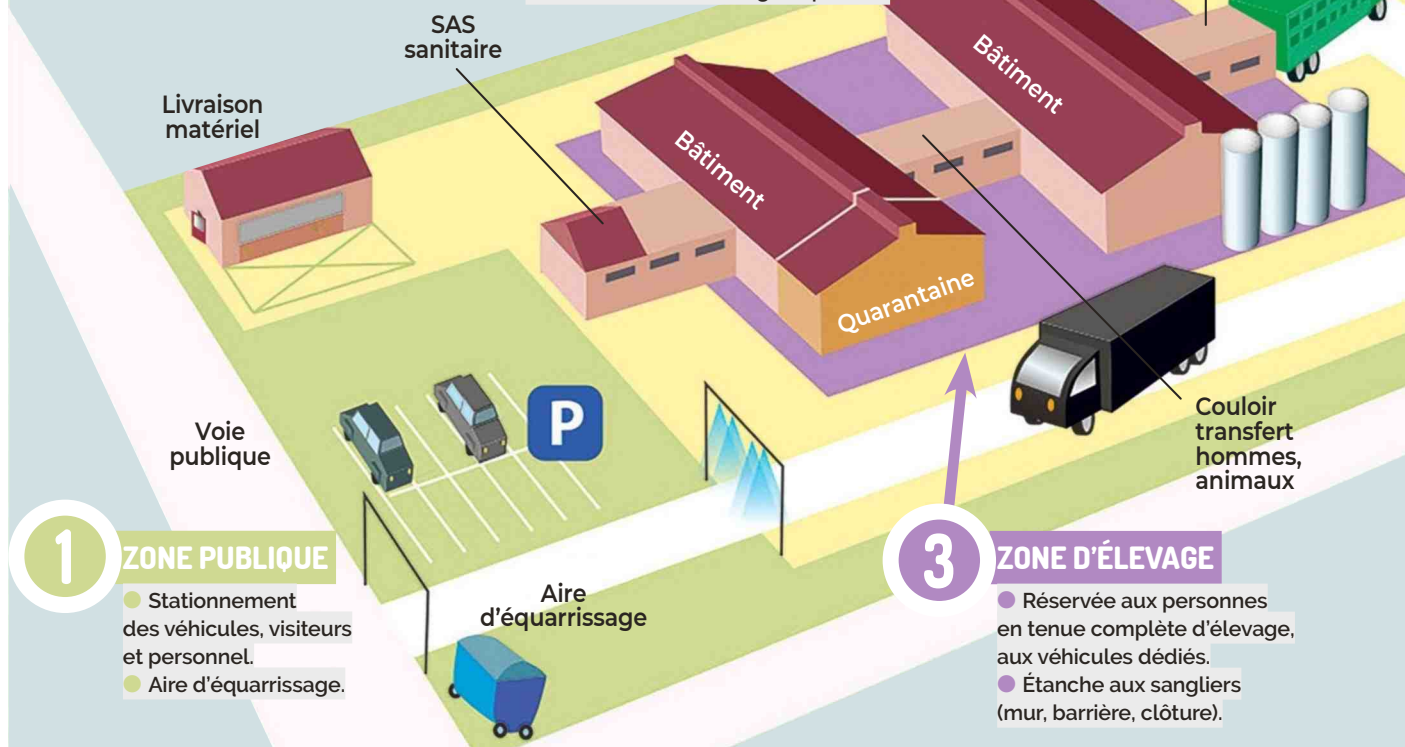 SAS
sanitaire
Livraison
matériel
Bâtiment
Bâtiment
Quarantaine
P
Voie
publique
Couloir
transfert
hommes,
animaux
1
ZONE PUBLIQUE
● Stationnement
des véhicules, visiteurs
et personnel.
● Aire d'équarrissage.
Aire
d'équarrissage
3
ZONE D'ÉLEVAGE
● Réservée aux personnes
en tenue complète d'élevage,
aux véhicules dédiés.
● Étanche aux sangliers
(mur, barrière, clôture).